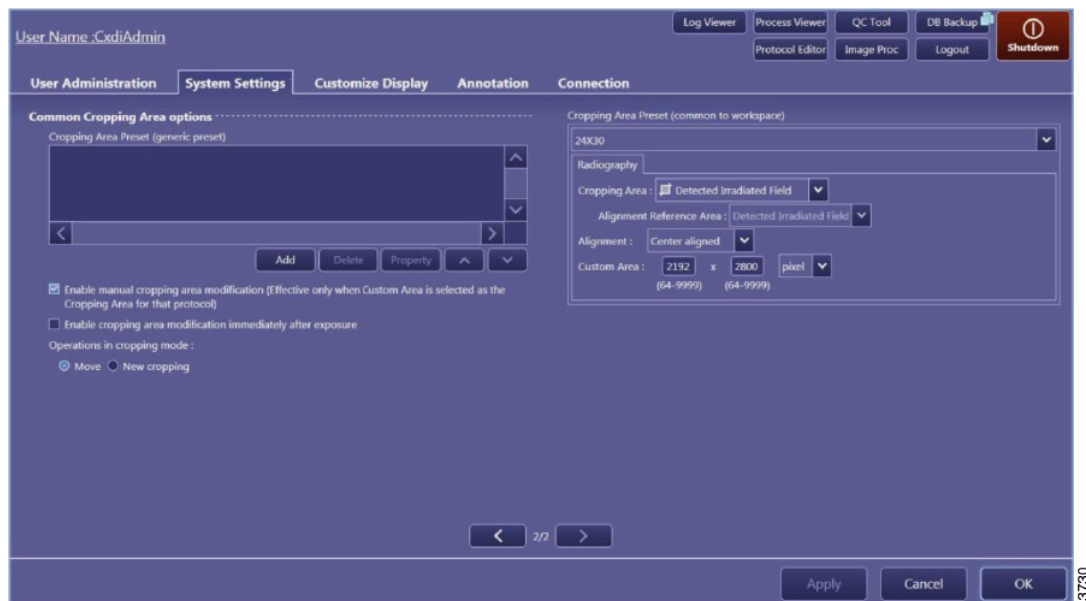 User Name :CxdiAdmin
Log Viewer
Process Viewer
QC Tool
DB Backup
Shutdown
Protocol Editor
Image Proc
Logout
User Administration
System Settings
Customize Display
Annotation
Connection
Common Cropping Area options
Cropping Area Preset (generic preset)
Add
Delete
Property
Enable manual cropping area modification (Effective only when Custom Area is selected as the
Cropping Area for that protocol)
Enable cropping area modification immediately after exposure
Operations in cropping mode :
Move
New cropping
Cropping Area Preset (common to workspace)
24X30
Radiography
Cropping Area : Detected Irradiated Field
Alignment Reference Area : Detected Irradiated Field
Alignment : Center aligned
Custom Area : 2192 x 2800 pixel
(64-9999) (64-9999)
2/2
Apply
Cancel
OK
3730